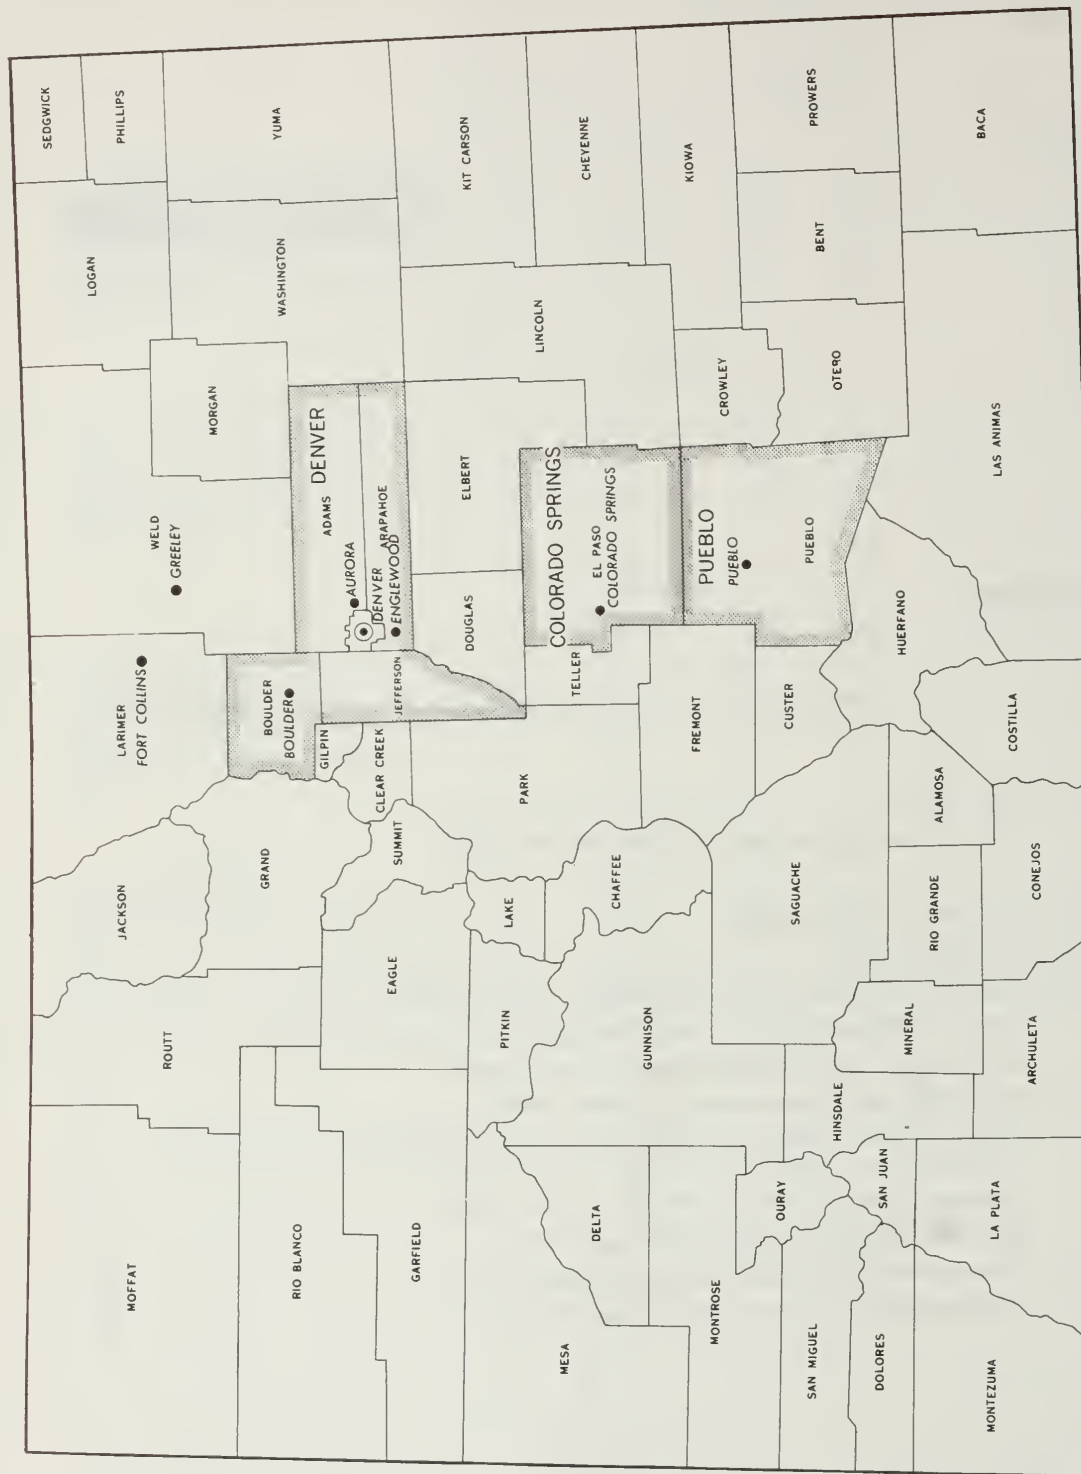 MOFFAT
ROUTT
JACKSON
LARIMER
FORT COLLINS
WELD
GREELEY
LOGAN
SEDGWICK
PHILLIPS
MORGAN
WASHINGTON
YUMA
RIO BLANCO
GRAND
BOULDER
BOULDER
GILPIN
ADAMS
DENVER
AURORA
DENVER
ARAPAHOE
ENGLEWOOD
JEFFERSON
CLEAR CREEK
SUMMIT
EAGLE
GARFIELD
PITKIN
LAKE
PARK
DOUGLAS
ELBERT
LINCOLN
KIT CARSON
CHEYENNE
MESA
DELTA
GUNNISON
CHAFFEE
TELLER
COLORADO SPRINGS
EL PASO
COLORADO SPRINGS
KIOWA
MONTROSE
OURAY
SAGUACHE
FREMONT
CUSTER
PUEBLO
PUEBLO
PUEBLO
CROWLEY
OTERO
BENT
PROWERS
SAN MIGUEL
DOLORES
SAN JUAN
HINSDALE
MINERAL
RIO GRANDE
ALAMOSA
HUERFANO
COSTILLA
LAS ANIMAS
BACA
MONTEZUMA
LA PLATA
ARCHULETA
CONEJOS